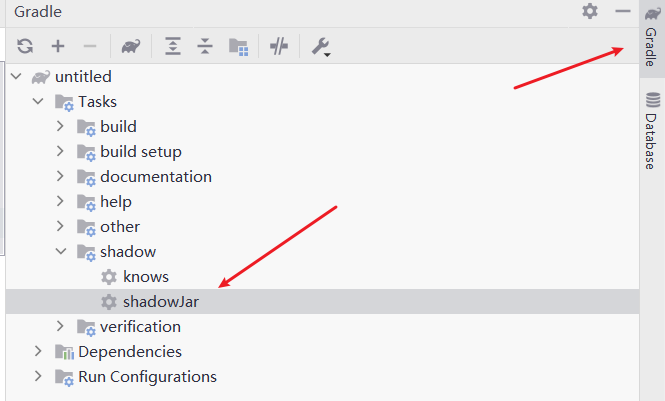 Gradle
untitled
Tasks
build
build setup
documentation
help
other
shadow
knows
shadowJar
verification
Dependencies
Run Configurations
Gradle
Database